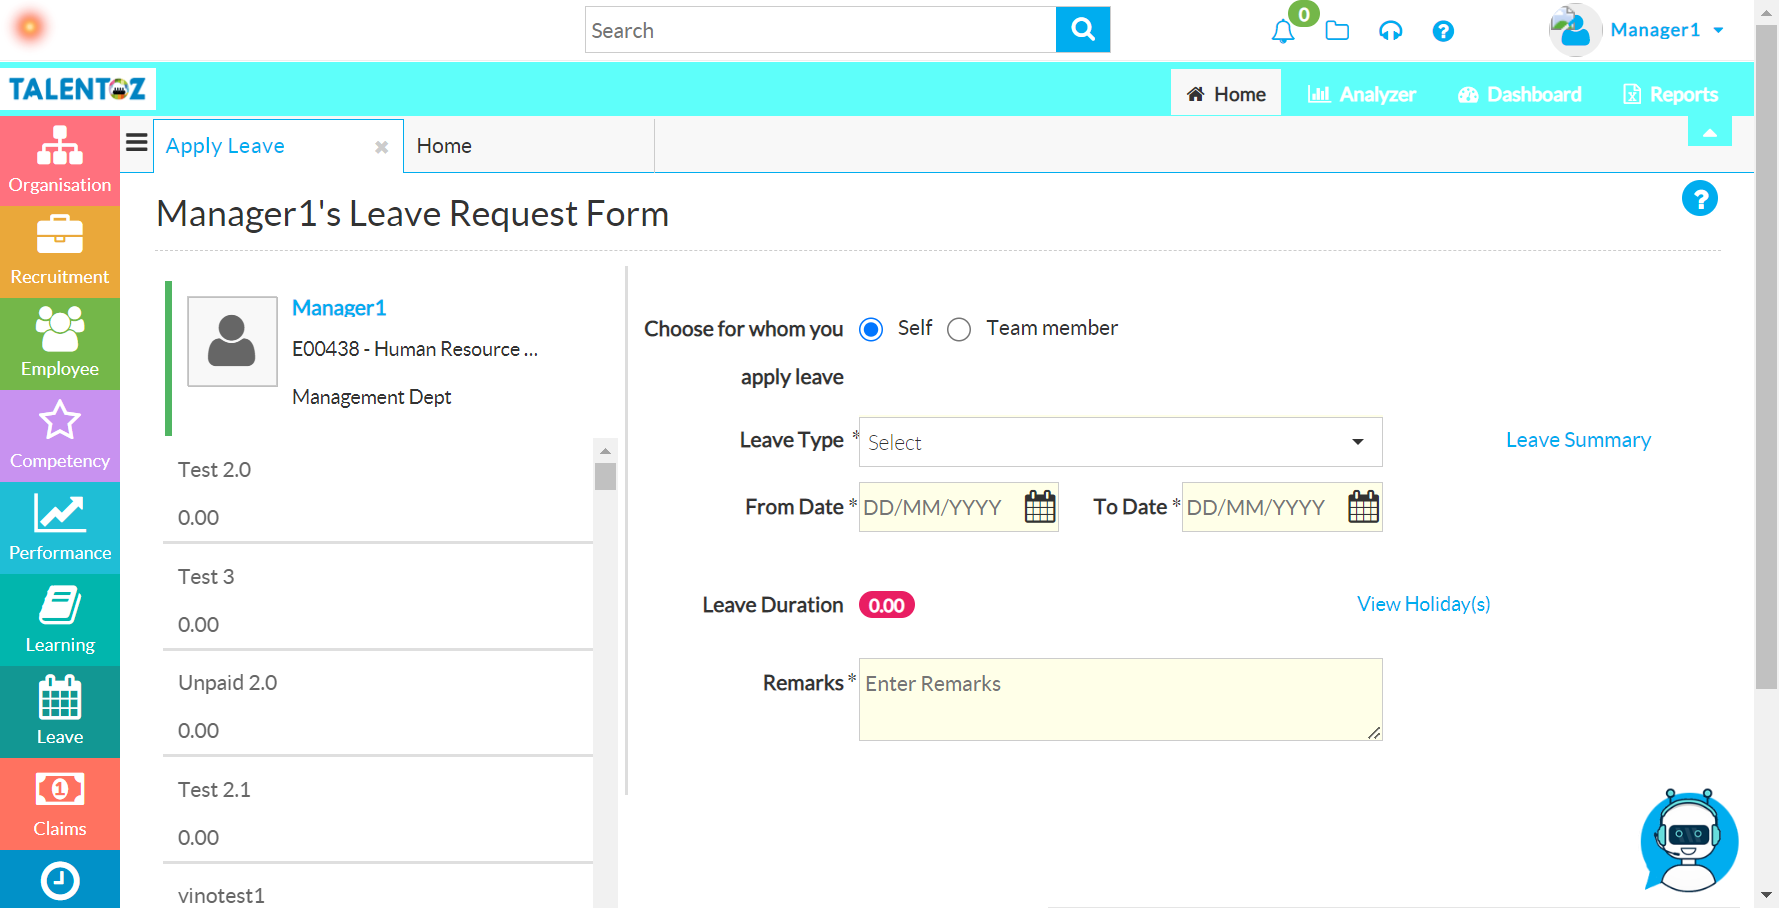 Search
0
Manager1
TALENTOZ
Home
Analyzer
Dashboard
Reports
Organisation
Recruitment
Employee
Competency
Performance
Learning
Leave
Claims
Apply Leave
Home
Manager1's Leave Request Form
Manager1
E00438 - Human Resource ...
Management Dept
Test 2.0
0.00
Test 3
0.00
Unpaid 2.0
0.00
Test 2.1
0.00
vinotest1
Choose for whom you
apply leave
Self
Team member
Leave Type *
Select
Leave Summary
From Date *
DD/MM/YYYY
To Date *
DD/MM/YYYY
Leave Duration
0.00
View Holiday(s)
Remarks *
Enter Remarks